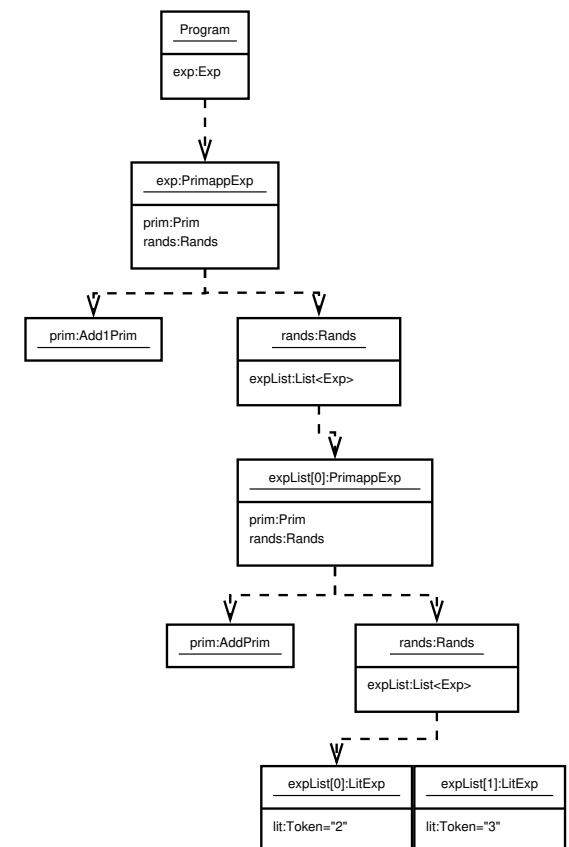 Program
exp:Exp
exp:PrimappExp
prim:Prim
rands:Rands
prim:Add1Prim
rands:Rands
expList:List<Exp>
expList[0]:PrimappExp
prim:Prim
rands:Rands
prim:AddPrim
rands:Rands
expList:List<Exp>
expList[0]:LitExp
expList[1]:LitExp
lit:Token="2"
lit:Token="3"